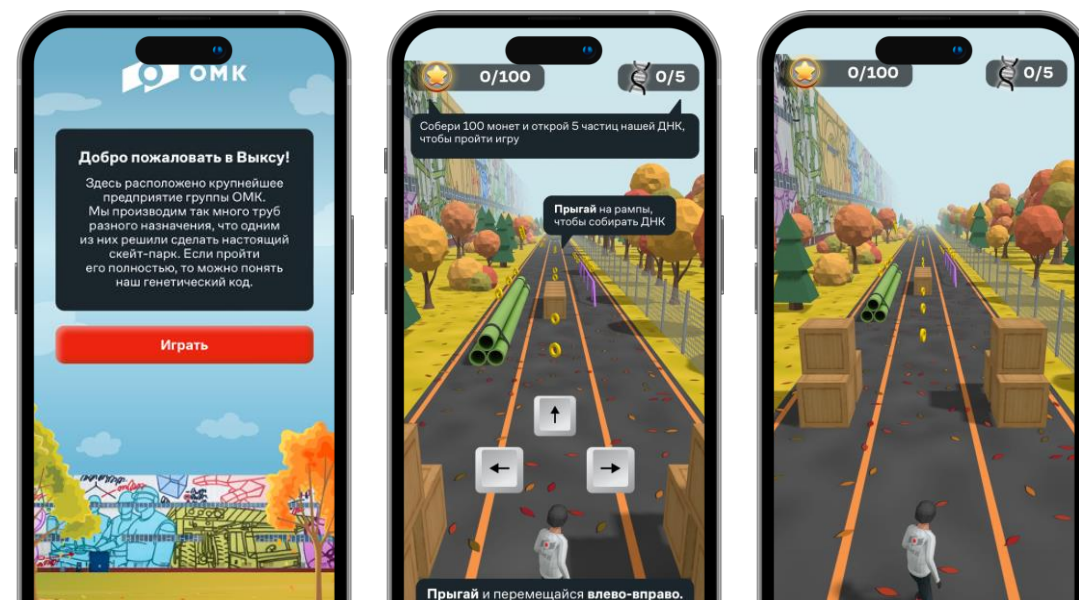 ОМК
Добро пожаловать в Выксу!
Здесь расположено крупнейшее
предприятие группы ОМК.
Мы производим так много труб
разного назначения, что одним
из них решили сделать настоящий
скейт-парк. Если пройти
его полностью, то можно понять
наш генетический код.
Играть
0/100
0/5
Собери 100 монет и открой 5 частиц нашей ДНК,
чтобы пройти игру
Прыгай на рампы,
чтобы собирать ДНК
Прыгай и перемещайся влево-вправо.
0/100
0/5